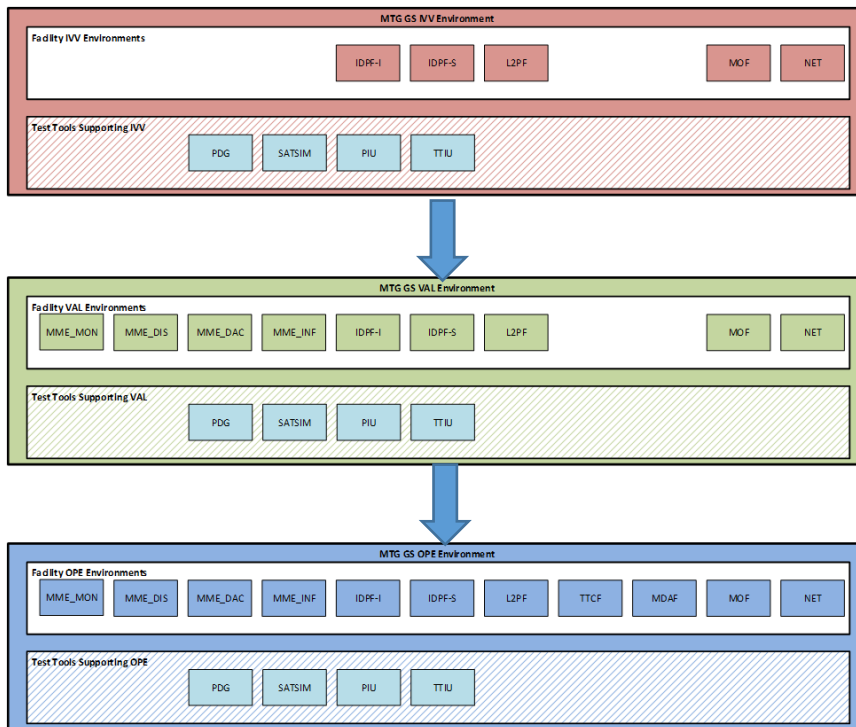 MTG GS IVV Environment
Facility IVV Environments
IDPF-I IDPF-S L2PF MOF NET
Test Tools Supporting IVV
PDG SATSIM PIU TTIU
MTG GS VAL Environment
Facility VAL Environments
MME_MON MME_DIS MME_DAC MME_INF IDPF-I IDPF-S L2PF MOF NET
Test Tools Supporting VAL
PDG SATSIM PIU TTIU
MTG GS OPE Environment
Facility OPE Environments
MME_MON MME_DIS MME_DAC MME_INF IDPF-I IDPF-S L2PF TTCF MDAF MOF NET
Test Tools Supporting OPE
PDG SATSIM PIU TTIU